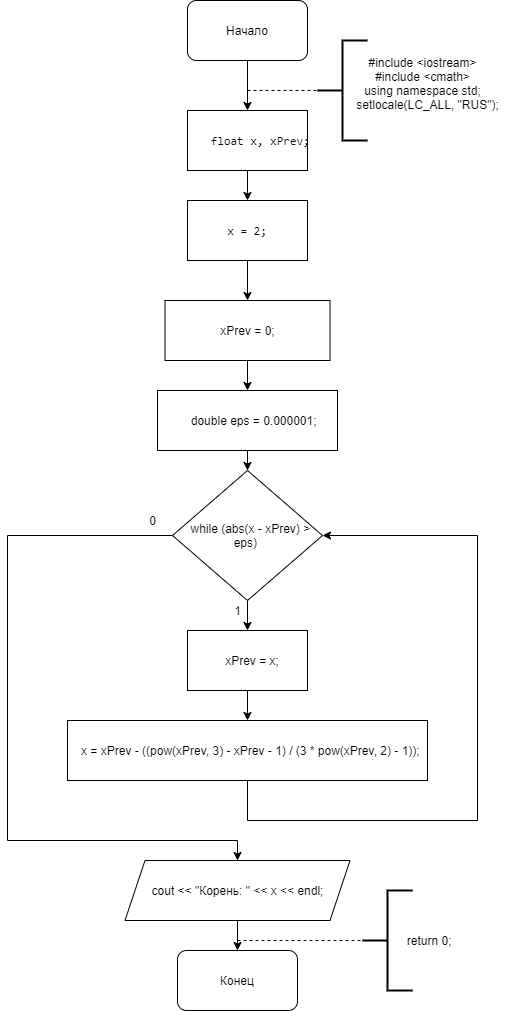 Начало
#include <iostream>
#include <cmath>
using namespace std;
setlocale(LC_ALL, "RUS");
float x, xPrev;
x = 2;
xPrev = 0;
double eps = 0.000001;
0
while (abs(x - xPrev) >
eps)
1
xPrev = x;
x = xPrev - ((pow(xPrev, 3) - xPrev - 1) / (3 * pow(xPrev, 2) - 1));
cout << "Корень: " << x << endl;
return 0;
Конец